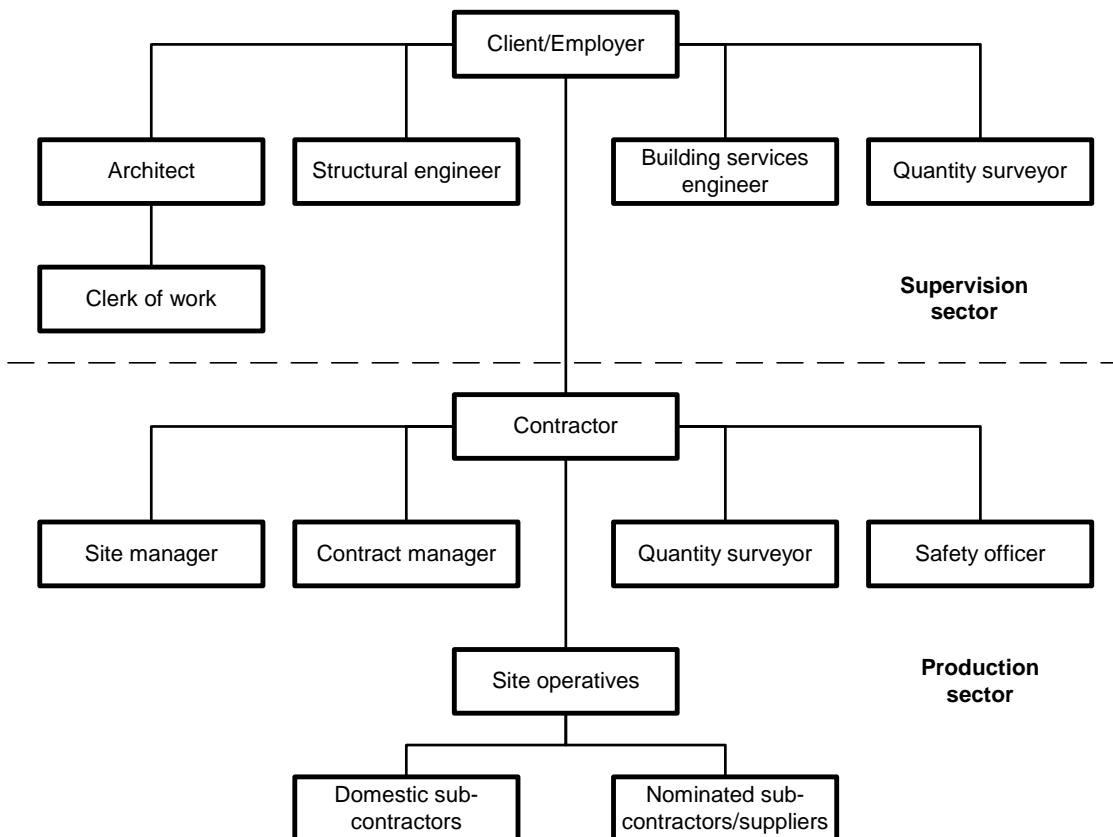 Client/Employer
Architect
Structural engineer
Building services
engineer
Quantity surveyor
Clerk of work
Supervision
sector
Contractor
Site manager
Contract manager
Quantity surveyor
Safety officer
Site operatives
Production
sector
Domestic sub-
contractors
Nominated sub-
contractors/suppliers